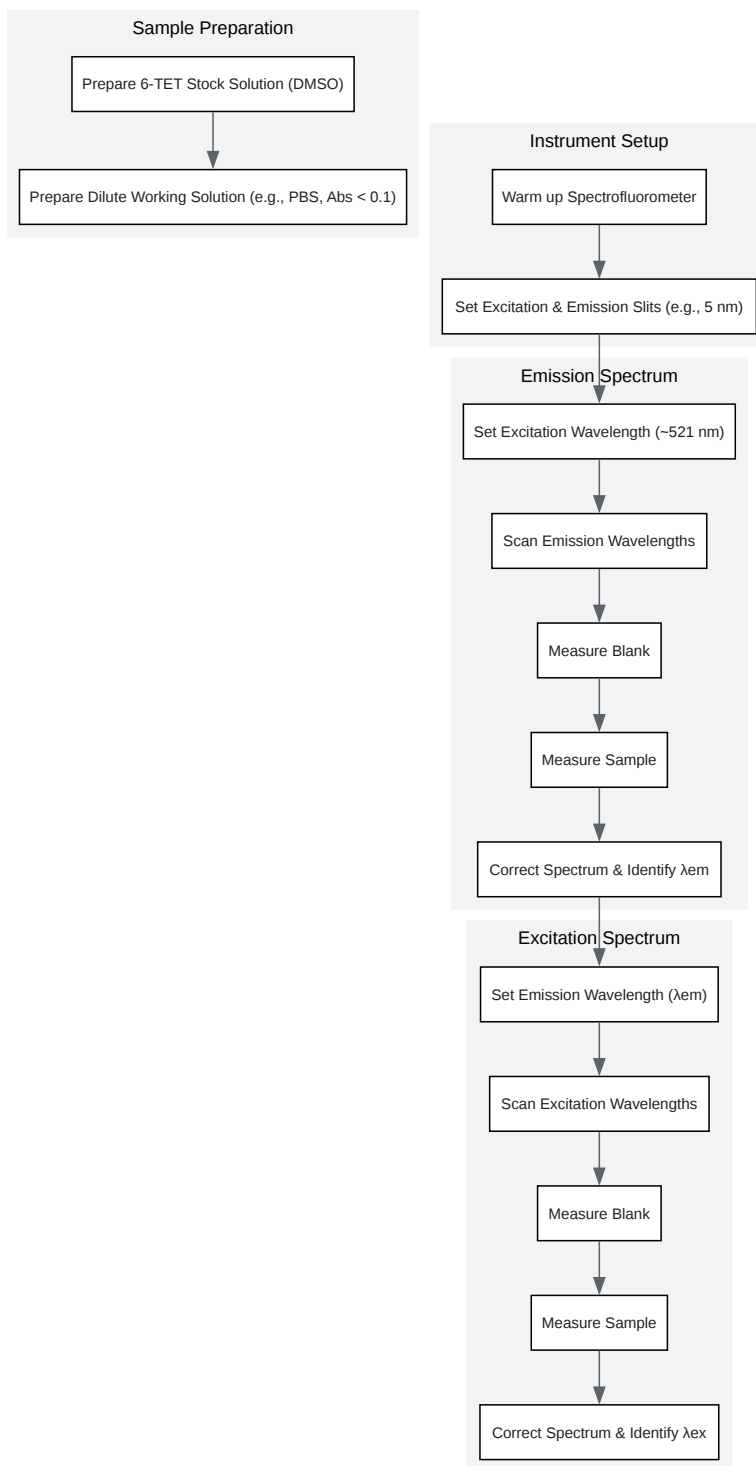 Sample Preparation
Prepare 6-TET Stock Solution (DMSO)
Prepare Dilute Working Solution (e.g., PBS, Abs < 0.1)
Instrument Setup
Warm up Spectrofluorometer
Set Excitation & Emission Slits (e.g., 5 nm)
Emission Spectrum
Set Excitation Wavelength (~521 nm)
Scan Emission Wavelengths
Measure Blank
Measure Sample
Correct Spectrum & Identify λem
Excitation Spectrum
Set Emission Wavelength (λem)
Scan Excitation Wavelengths
Measure Blank
Measure Sample
Correct Spectrum & Identify λex